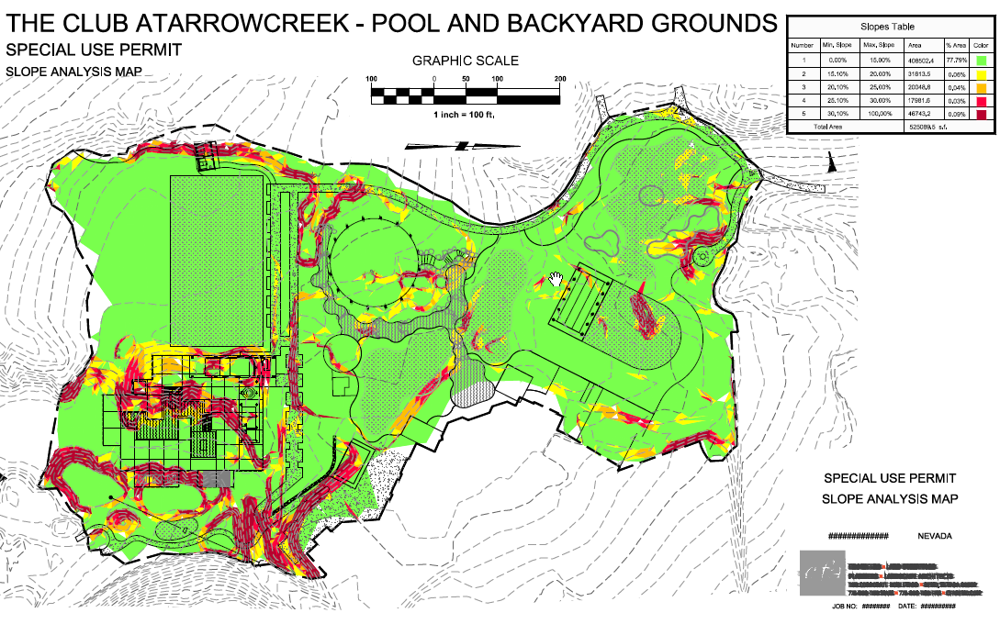 THE CLUB ATARROWCREEK - POOL AND BACKYARD GROUNDS
SPECIAL USE PERMIT
SLOPE ANALYSIS MAP
GRAPHIC SCALE
100 0 50 100 200
1 inch = 100 ft.
Slopes Table
Number Min. Slope Max. Slope Area % Area Color
1 0.00% 15.00% 408502.4 77.79%
2 15.10% 20.00% 31813.5 0.06%
3 20.10% 25.00% 20048.8 0.04%
4 25.10% 30.00% 17981.6 0.03%
5 30.10% 100.00% 46743.2 0.09%
Total Area 525089.5 s.f.
SPECIAL USE PERMIT
SLOPE ANALYSIS MAP
############# NEVADA
JOB NO: ######## DATE: ##########